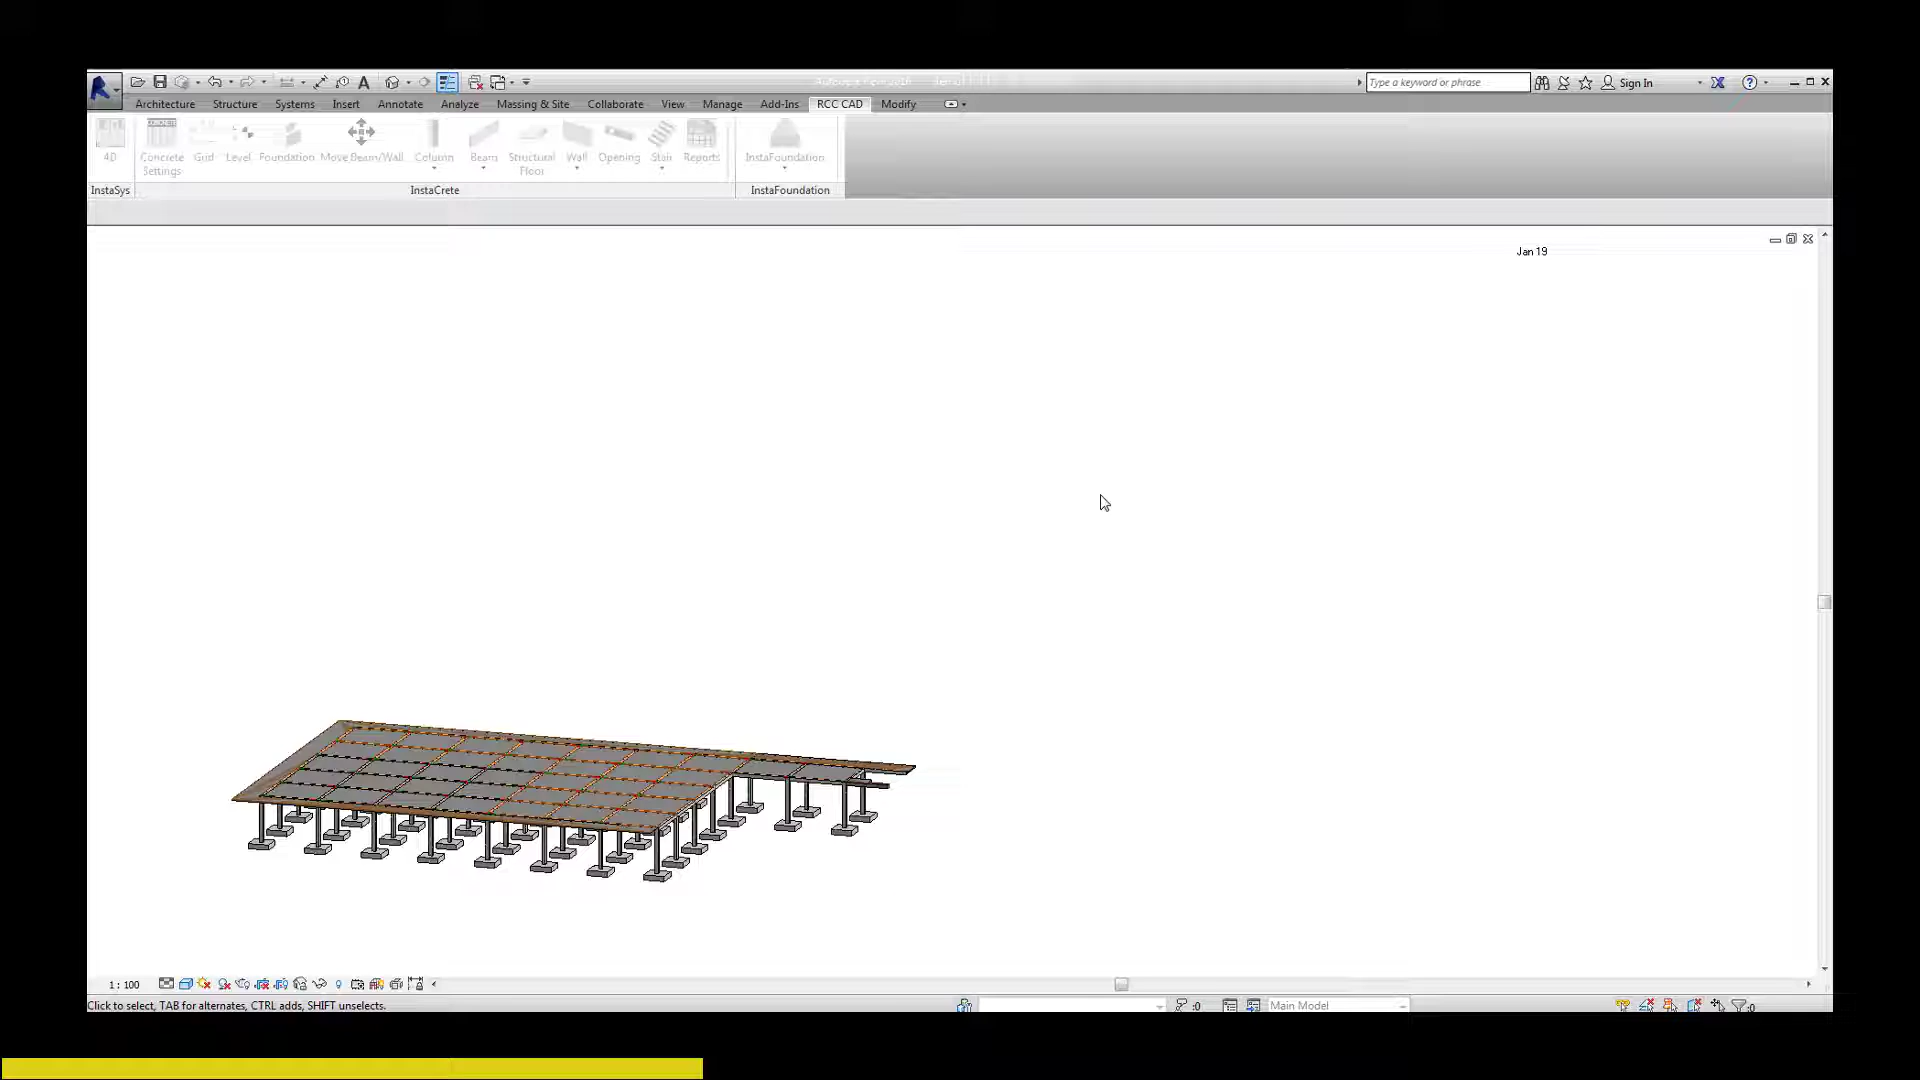 Type a keyword or phrase
Sign In
Architecture Structure Systems Insert Annotate Analyze Massing & Site Collaborate View Manage Add-Ins RCC CAD Modify
4D Concrete Settings Grid Level Foundation Move Beam/Wall Column Beam Structural Floor Wall Opening Stair Reports InstaFoundation
InstaSys InstaCrete InstaFoundation
Jan 19
1 : 100
Click to select, TAB for alternates, CTRL adds, SHIFT unselects.
:0
Main Model
:0